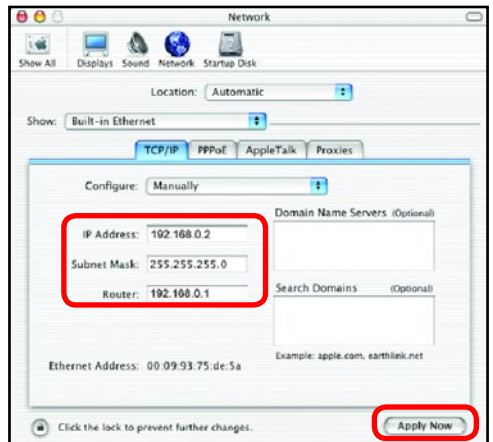 Network
Show All Displays Sound Network Startup Disk
Location: Automatic
Show: Built-in Ethernet
TCP/IP PPPoE AppleTalk Proxies
Configure: Manually
Domain Name Servers (Optional)
IP Address: 192.168.0.2
Subnet Mask: 255.255.255.0
Router: 192.168.0.1
Search Domains (Optional)
Example: apple.com, earthlink.net
Ethernet Address: 00:09:93:75:de:5a
Click the lock to prevent further changes.
Apply Now